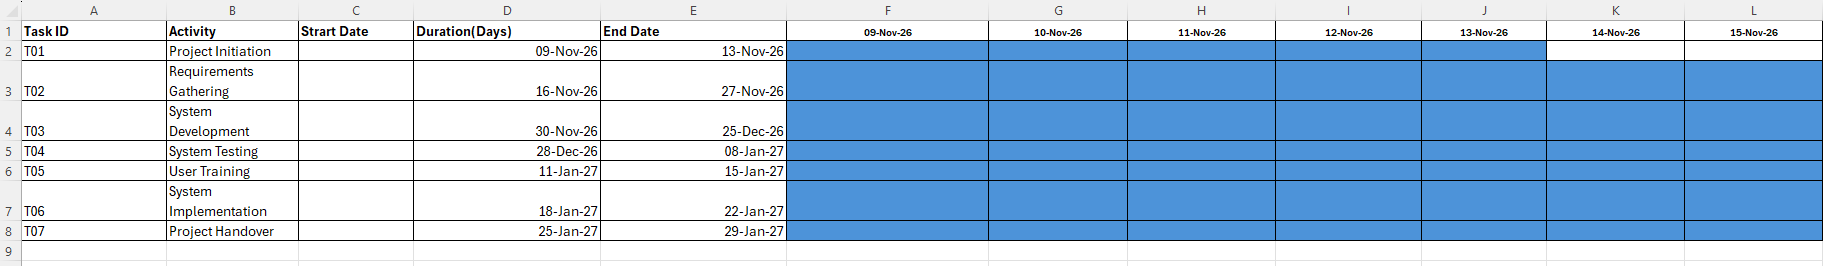 A B C D E F G H I J K L
1 Task ID Activity Strart Date Duration(Days) End Date 09-Nov-26 10-Nov-26 11-Nov-26 12-Nov-26 13-Nov-26 14-Nov-26 15-Nov-26
2 T01 Project Initiation 09-Nov-26 13-Nov-26
Requirements
3 T02 Gathering 16-Nov-26 27-Nov-26
System
4 T03 Development 30-Nov-26 25-Dec-26
5 T04 System Testing 28-Dec-26 08-Jan-27
6 T05 User Training 11-Jan-27 15-Jan-27
System
7 T06 Implementation 18-Jan-27 22-Jan-27
8 T07 Project Handover 25-Jan-27 29-Jan-27
9